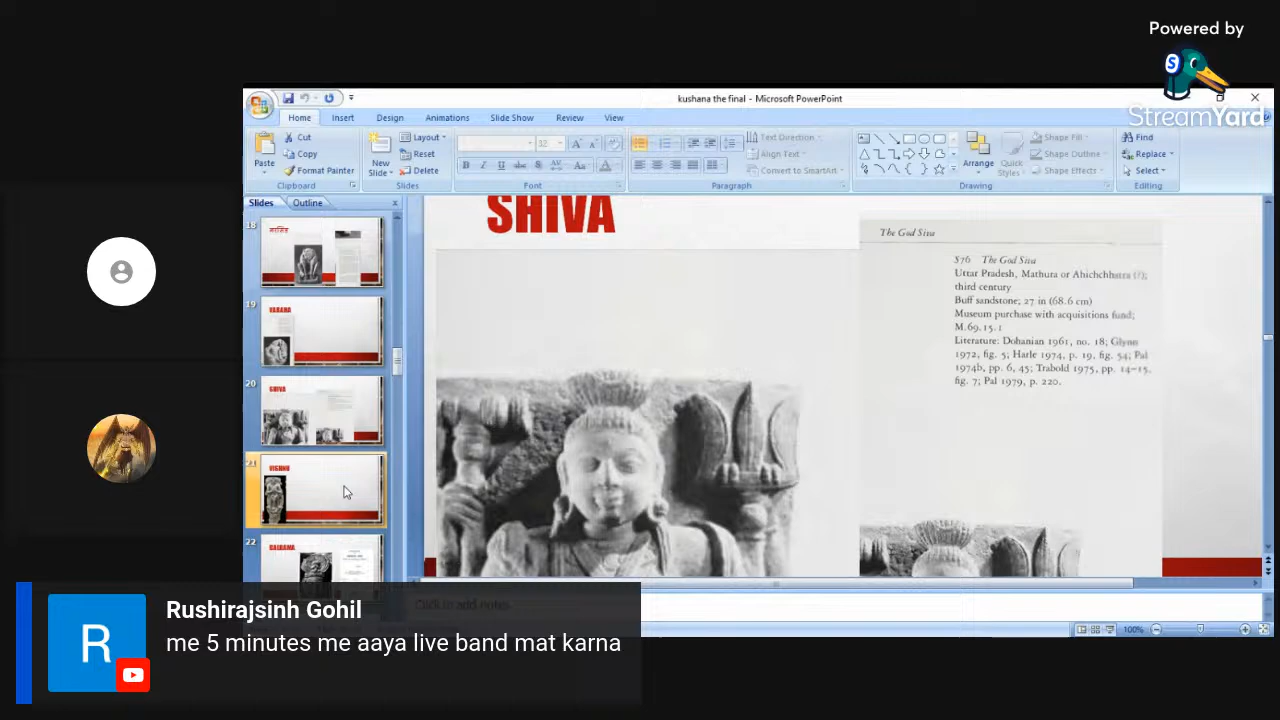 Powered by
StreamYard
kushana the final - Microsoft PowerPoint
Home Insert Design Slide Show Animations Review View
Cut
Copy
Format Painter
Paste
Clipboard
New Slide
Layout
Reset
Delete
Slides
32
Font
Text Direction
Align Text
Convert to SmartArt
Paragraph
Arrange
Quick Styles
Shape Fill
Shape Outline
Shape Effects
Drawing
Find
Replace
Select
Editing
Slides Outline
18
19
VARAHA
20
SHIVA
21
VISHNU
22
BALRAMA
SHIVA
The God Siva
S76 The God Siva
Uttar Pradesh, Mathura or Ahichchhatra (?);
third century
Buff sandstone; 27 in (68.6 cm)
Museum purchase with acquisitions fund;
M.69.15.1
Literature: Dohanian 1961, no. 18; Glynn
1972, fig. 5; Harle 1974, p. 19, fig. 54; Pal
1974b, pp. 6, 45; Trabold 1975, pp. 14–15,
fig. 7; Pal 1979, p. 220.
Click to add notes
100%
R
Rushirajsinh Gohil
me 5 minutes me aaya live band mat karna